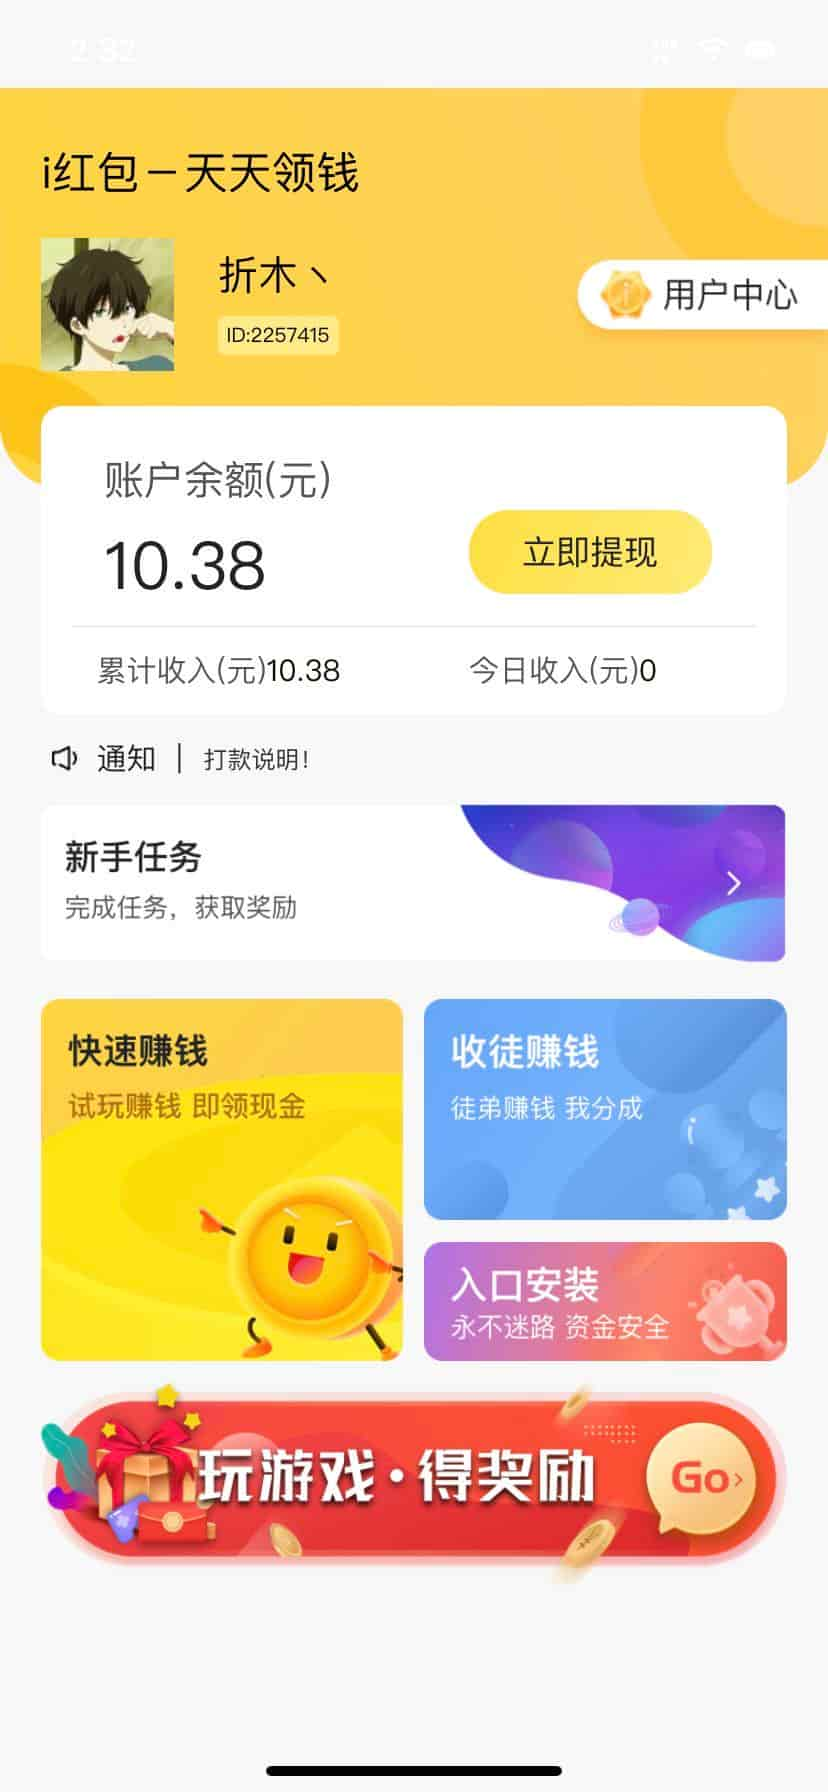 2:32
i红包－天天领钱
折木丶
ID:2257415
用户中心
账户余额(元)
10.38
立即提现
累计收入(元)10.38
今日收入(元)0
通知 | 打款说明!
新手任务
完成任务，获取奖励
快速赚钱
试玩赚钱 即领现金
收徒赚钱
徒弟赚钱 我分成
入口安装
永不迷路 资金安全
玩游戏·得奖励
Go